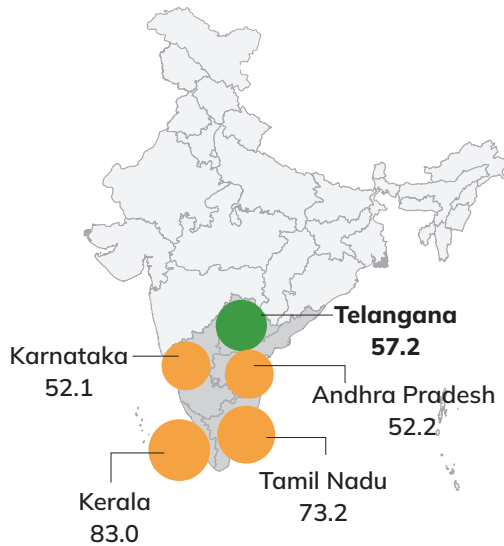 Telangana
57.2
Karnataka
52.1
Andhra Pradesh
52.2
Tamil Nadu
73.2
Kerala
83.0